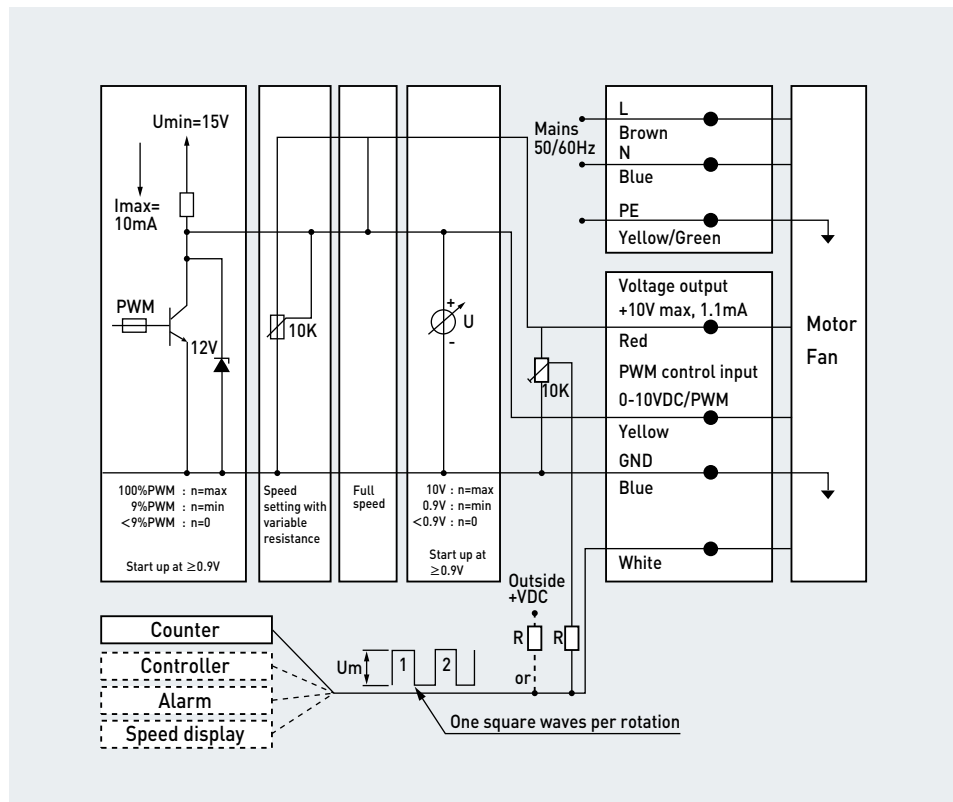 Umin=15V
Imax=
10mA
PWM
12V
100%PWM : n=max
9%PWM : n=min
<9%PWM : n=0
Start up at ≥0.9V
10K
Speed
setting with
variable
resistance
Full
speed
+
U
-
10V : n=max
0.9V : n=min
<0.9V : n=0
Start up at
≥0.9V
10K
Mains
50/60Hz
L
Brown
N
Blue
PE
Yellow/Green
Voltage output
+10V max, 1.1mA
Red
PWM control input
0-10VDC/PWM
Yellow
GND
Blue
White
Motor
Fan
Outside
+VDC
R
R
or
Counter
Controller
Alarm
Speed display
Um
1
2
One square waves per rotation